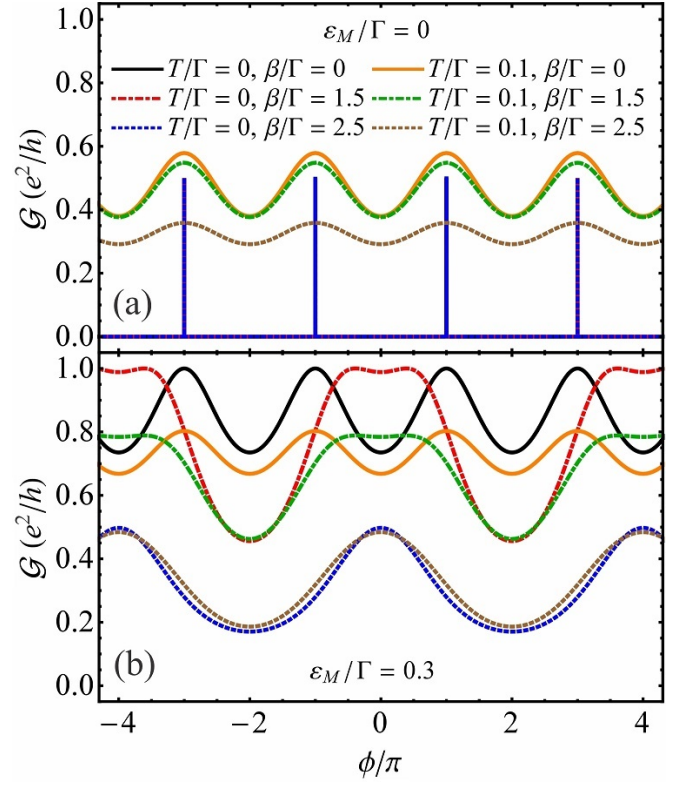 1.0
0.8
0.6
0.4
0.2
0.0
𝒢 (e²/h)
ε_M/Γ = 0
T/Γ = 0, β/Γ = 0
T/Γ = 0.1, β/Γ = 0
T/Γ = 0, β/Γ = 1.5
T/Γ = 0.1, β/Γ = 1.5
T/Γ = 0, β/Γ = 2.5
T/Γ = 0.1, β/Γ = 2.5
(a)
1.0
0.8
0.6
0.4
0.2
0.0
𝒢 (e²/h)
(b)
ε_M/Γ = 0.3
−4
−2
0
2
4
ϕ/π